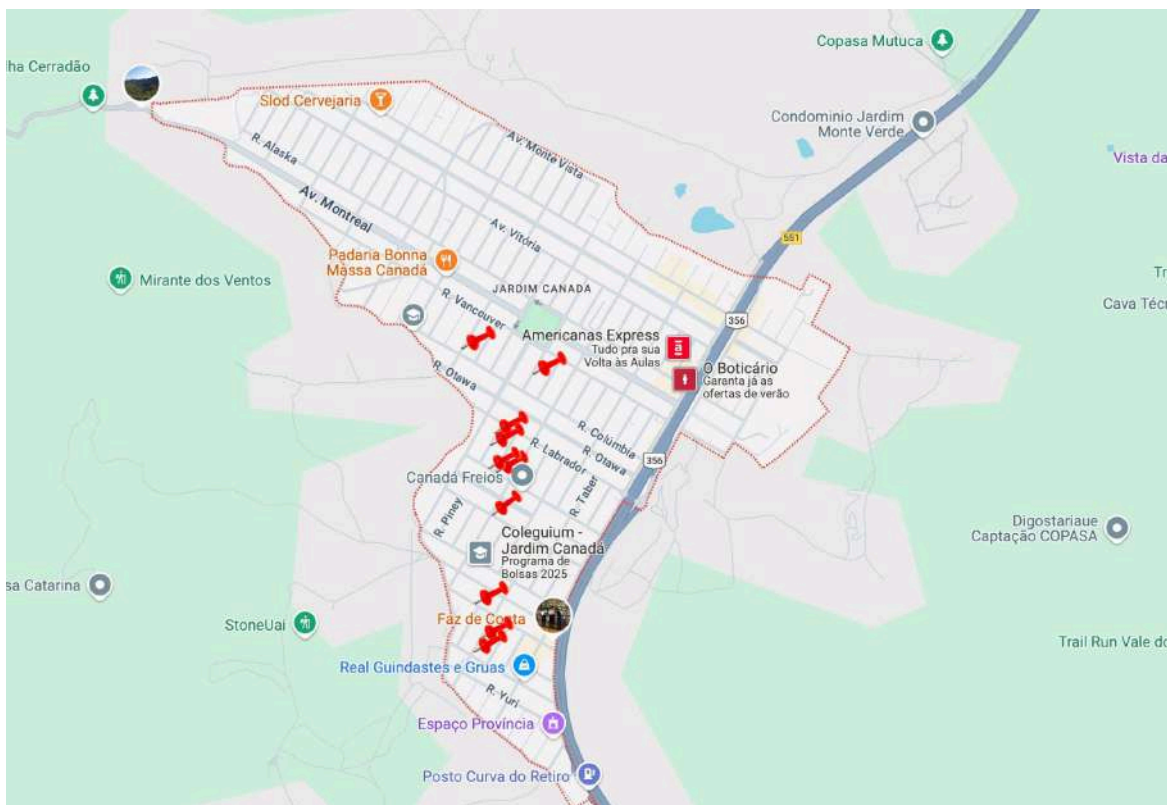 Copasa Mutuca
lha Cerradão
Slod Cervejaria
Condominio Jardim
Monte Verde
Av. Monte Vista
R. Alaska
Vista da
Av. Montreal
Av. Vitória
551
Padaria Bonna
Massa Canadá
Mirante dos Ventos
R. Vancouver
JARDIM CANADA
Cava Técn
356
Americanas Express
Tudo pra sua
Volta às Aulas
O Boticário
Garanta já as
ofertas de verão
R. Otawa
R. Colúmbia
R. Labrador
R. Otawa
356
Canadá Freios
R. Taber
R. Piney
Coleguium -
Jardim Canadá
Programa de
Bolsas 2025
Digostariaue
Captação COPASA
sa Catarina
Faz de Conta
StoneUai
Trail Run Vale do
Real Guindastes e Gruas
R. Yuri
Espaço Província
Posto Curva do Retiro